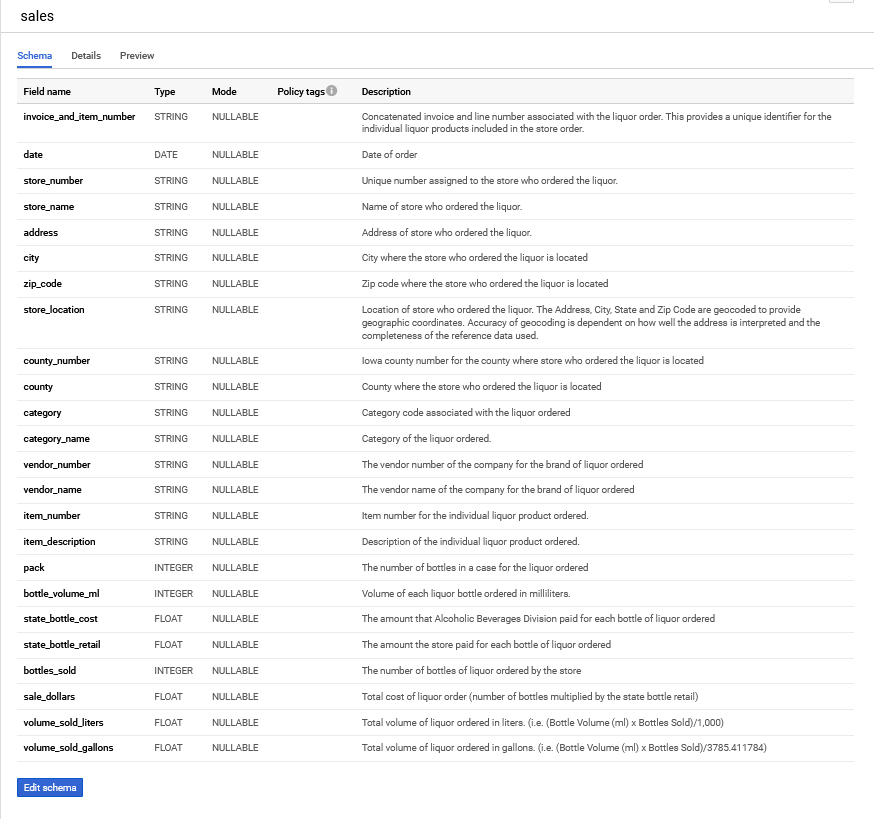 sales
Schema Details Preview
Field name Type Mode Policy tags Description
invoice_and_item_number STRING NULLABLE Concatenated invoice and line number associated with the liquor order. This provides a unique identifier for the
individual liquor products included in the store order.
date DATE NULLABLE Date of order
store_number STRING NULLABLE Unique number assigned to the store who ordered the liquor.
store_name STRING NULLABLE Name of store who ordered the liquor.
address STRING NULLABLE Address of store who ordered the liquor.
city STRING NULLABLE City where the store who ordered the liquor is located
zip_code STRING NULLABLE Zip code where the store who ordered the liquor is located
store_location STRING NULLABLE Location of store who ordered the liquor. The Address, City, State and Zip Code are geocoded to provide
geographic coordinates. Accuracy of geocoding is dependent on how well the address is interpreted and the
completeness of the reference data used.
county_number STRING NULLABLE Iowa county number for the county where store who ordered the liquor is located
county STRING NULLABLE County where the store who ordered the liquor is located
category STRING NULLABLE Category code associated with the liquor ordered
category_name STRING NULLABLE Category of the liquor ordered.
vendor_number STRING NULLABLE The vendor number of the company for the brand of liquor ordered
vendor_name STRING NULLABLE The vendor name of the company for the brand of liquor ordered
item_number STRING NULLABLE Item number for the individual liquor product ordered.
item_description STRING NULLABLE Description of the individual liquor product ordered.
pack INTEGER NULLABLE The number of bottles in a case for the liquor ordered
bottle_volume_ml INTEGER NULLABLE Volume of each liquor bottle ordered in milliliters.
state_bottle_cost FLOAT NULLABLE The amount that Alcoholic Beverages Division paid for each bottle of liquor ordered
state_bottle_retail FLOAT NULLABLE The amount the store paid for each bottle of liquor ordered
bottles_sold INTEGER NULLABLE The number of bottles of liquor ordered by the store
sale_dollars FLOAT NULLABLE Total cost of liquor order (number of bottles multiplied by the state bottle retail)
volume_sold_liters FLOAT NULLABLE Total volume of liquor ordered in liters. (i.e. (Bottle Volume (ml) x Bottles Sold)/1,000)
volume_sold_gallons FLOAT NULLABLE Total volume of liquor ordered in gallons. (i.e. (Bottle Volume (ml) x Bottles Sold)/3785.411784)
Edit schema